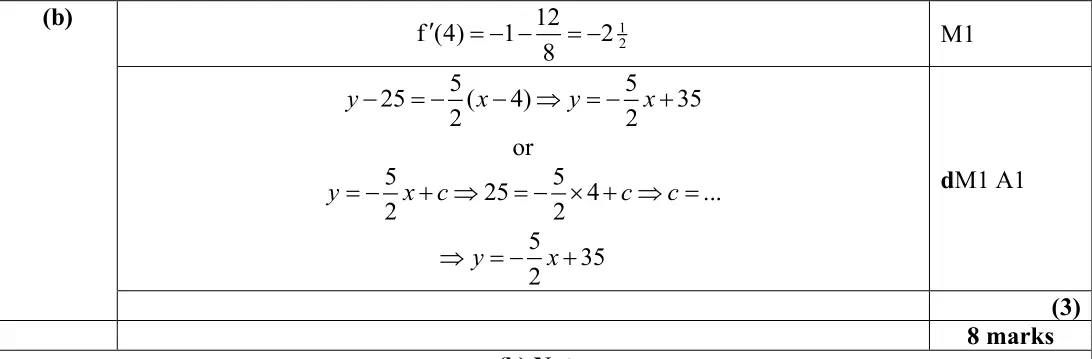 (b)
f′(4) = −1 − 12/8 = −2 1/2
M1
y − 25 = −5/2 (x − 4) ⇒ y = −5/2 x + 35
or
y = −5/2 x + c ⇒ 25 = −5/2 × 4 + c ⇒ c = ...
⇒ y = −5/2 x + 35
dM1 A1
(3)
8 marks